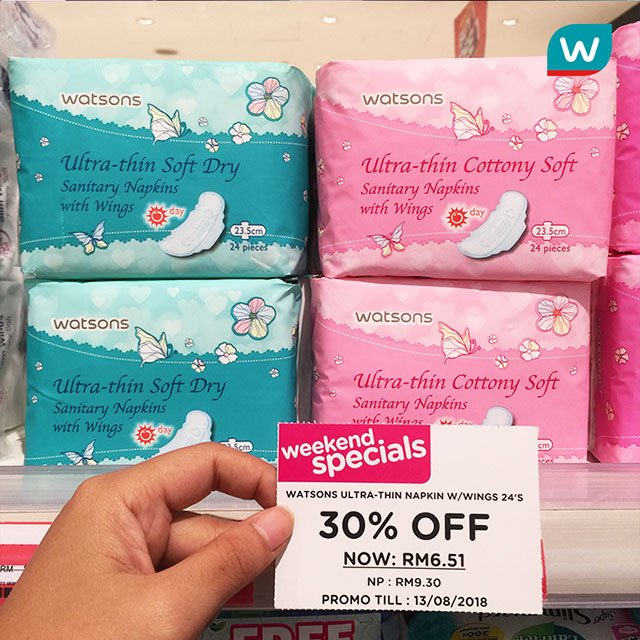 W
watsons
Ultra-thin Soft Dry
Sanitary Napkins
with Wings
day
23.5cm
24 pieces
watsons
Ultra-thin Cottony Soft
Sanitary Napkins
with Wings
day
23.5cm
24 pieces
watsons
Ultra-thin Soft Dry
Sanitary Napkins
with Wings
day
watsons
Ultra-thin Cottony Soft
Sanitary Napkins
weekend
specials
WATSONS ULTRA-THIN NAPKIN W/WINGS 24'S
30% OFF
NOW: RM6.51
NP : RM9.30
PROMO TILL : 13/08/2018
RM
FREE